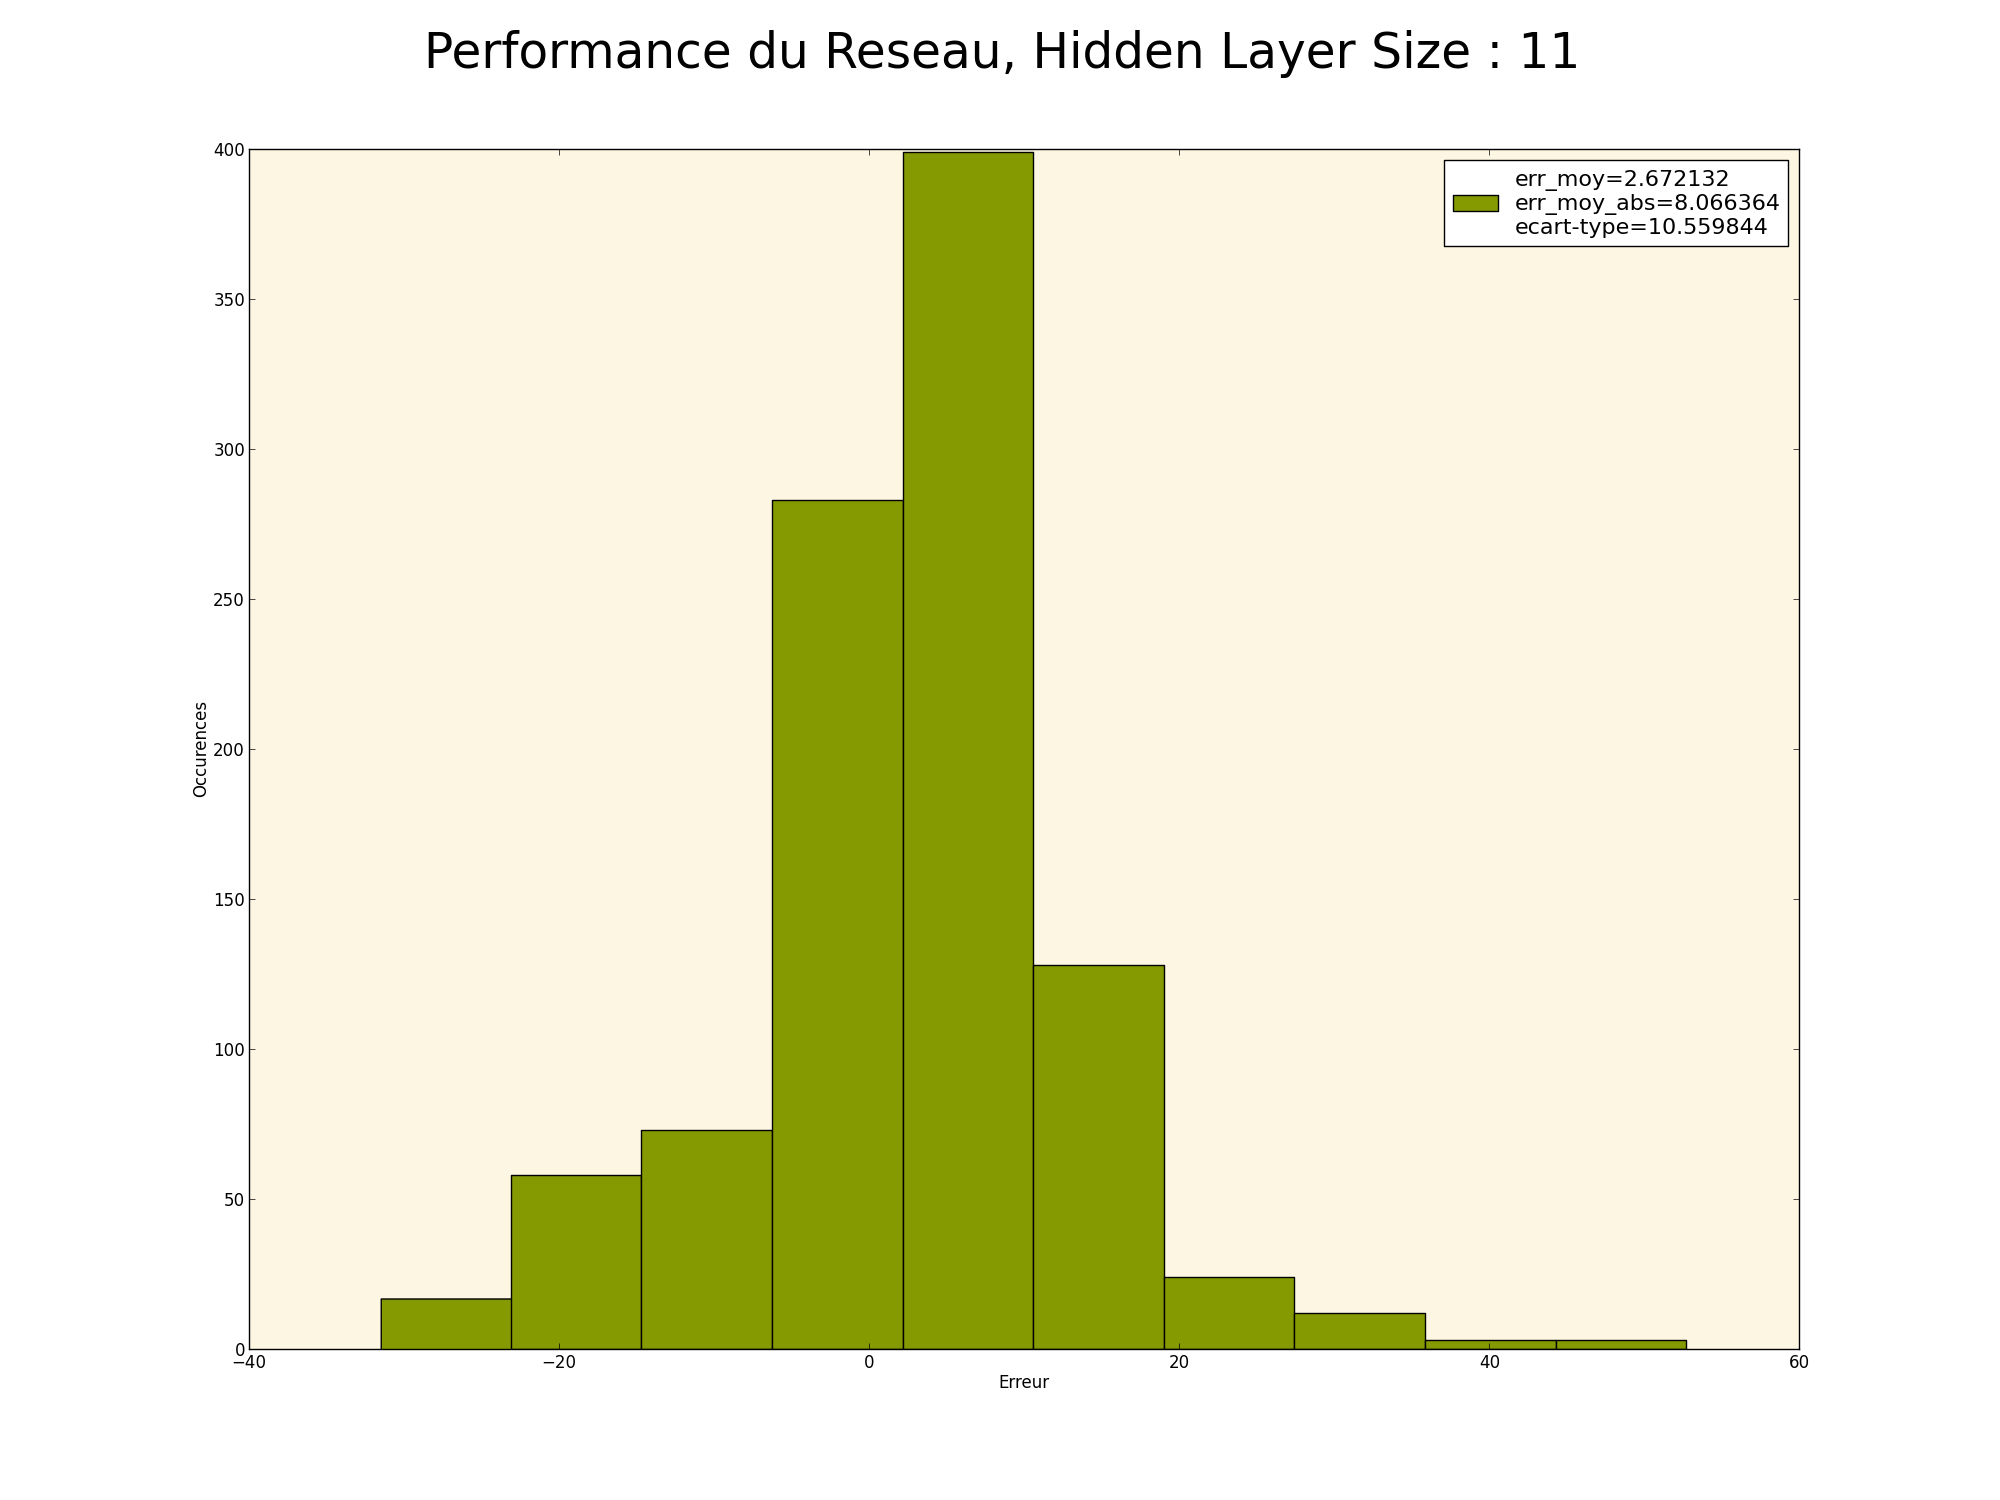 Performance du Reseau, Hidden Layer Size : 11
err_moy=2.672132
err_moy_abs=8.066364
ecart-type=10.559844
400
350
300
250
200
150
100
50
0
Occurences
−40
−20
0
20
40
60
Erreur